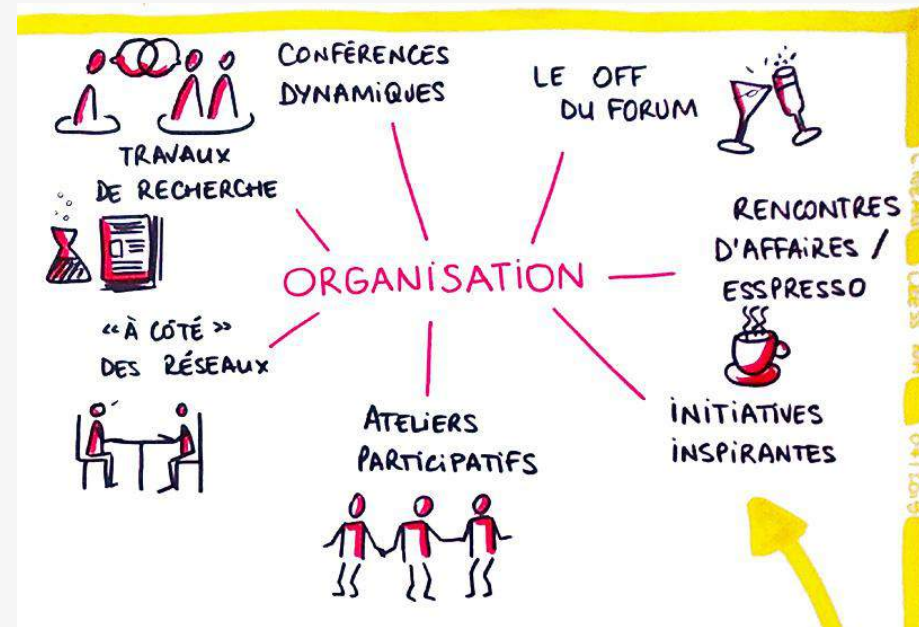 CONFÉRENCES
DYNAMIQUES
LE OFF
DU FORUM
TRAVAUX
DE RECHERCHE
RENCONTRES
D'AFFAIRES /
ESSPRESSO
ORGANISATION
«À CÔTÉ»
DES RÉSEAUX
ATELIERS
PARTICIPATIFS
INITIATIVES
INSPIRANTES